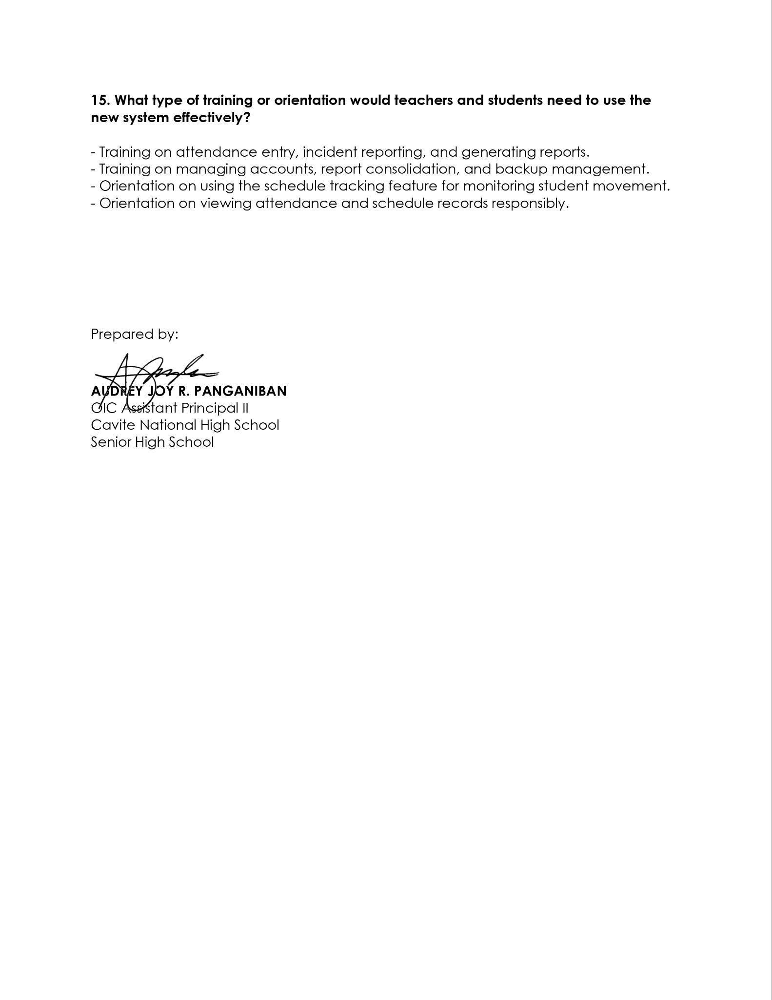 15. What type of training or orientation would teachers and students need to use the
new system effectively?
- Training on attendance entry, incident reporting, and generating reports.
- Training on managing accounts, report consolidation, and backup management.
- Orientation on using the schedule tracking feature for monitoring student movement.
- Orientation on viewing attendance and schedule records responsibly.
Prepared by:
AUDREY JOY R. PANGANIBAN
OIC Assistant Principal II
Cavite National High School
Senior High School